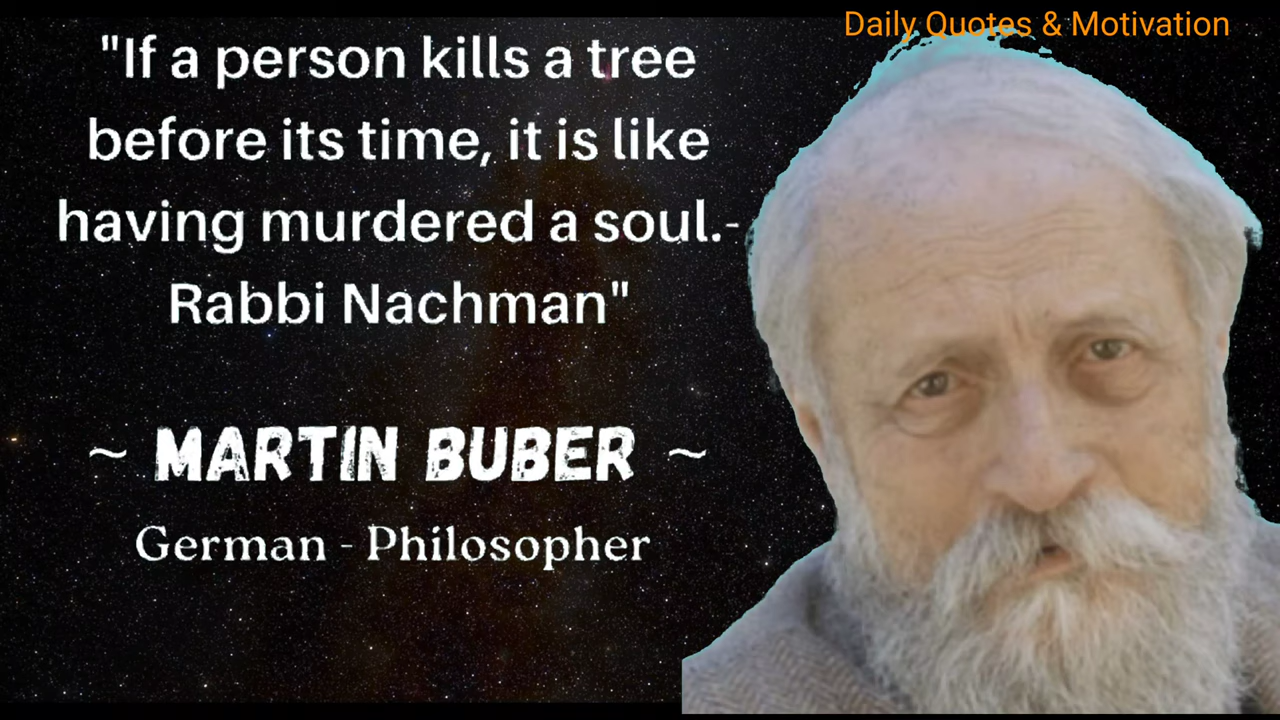 Daily Quotes & Motivation
"If a person kills a tree
before its time, it is like
having murdered a soul.-
Rabbi Nachman"
~ MARTIN BUBER ~
German - Philosopher